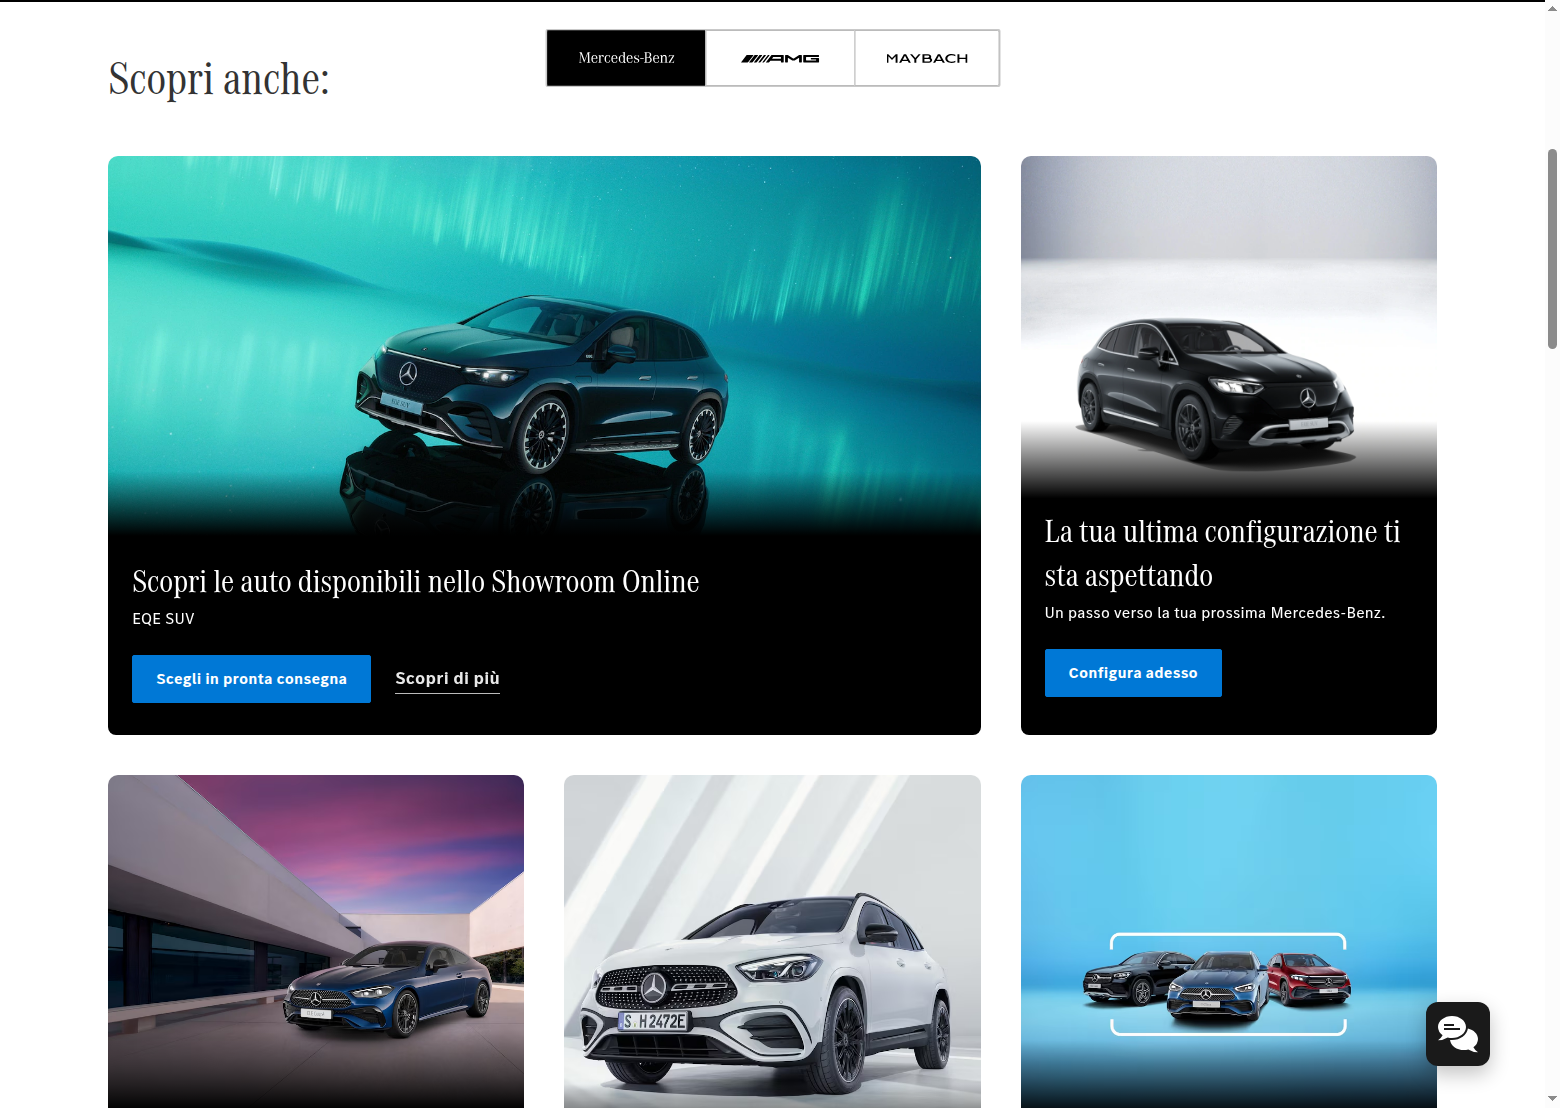 Scopri anche:
Mercedes-Benz
AMG
MAYBACH
Scopri le auto disponibili nello Showroom Online
EQE SUV
Scegli in pronta consegna
Scopri di più
La tua ultima configurazione ti
sta aspettando
Un passo verso la tua prossima Mercedes-Benz.
Configura adesso
S H 2472E